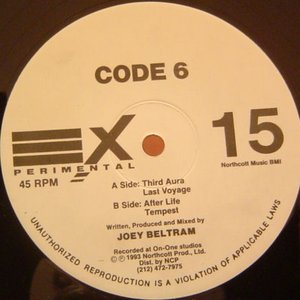 CODE 6
EX
PERIMENTAL
15
Northcott Music BMI
45 RPM
A Side: Third Aura
Last Voyage
B Side: After Life
Tempest
Written, Produced and Mixed by
JOEY BELTRAM
Recorded at On-One studios
© 1993 Northcott Prod., Ltd.
Dist. by NCP
(212) 472-7975
UNAUTHORIZED REPRODUCTION IS A VIOLATION OF APPLICABLE LAWS